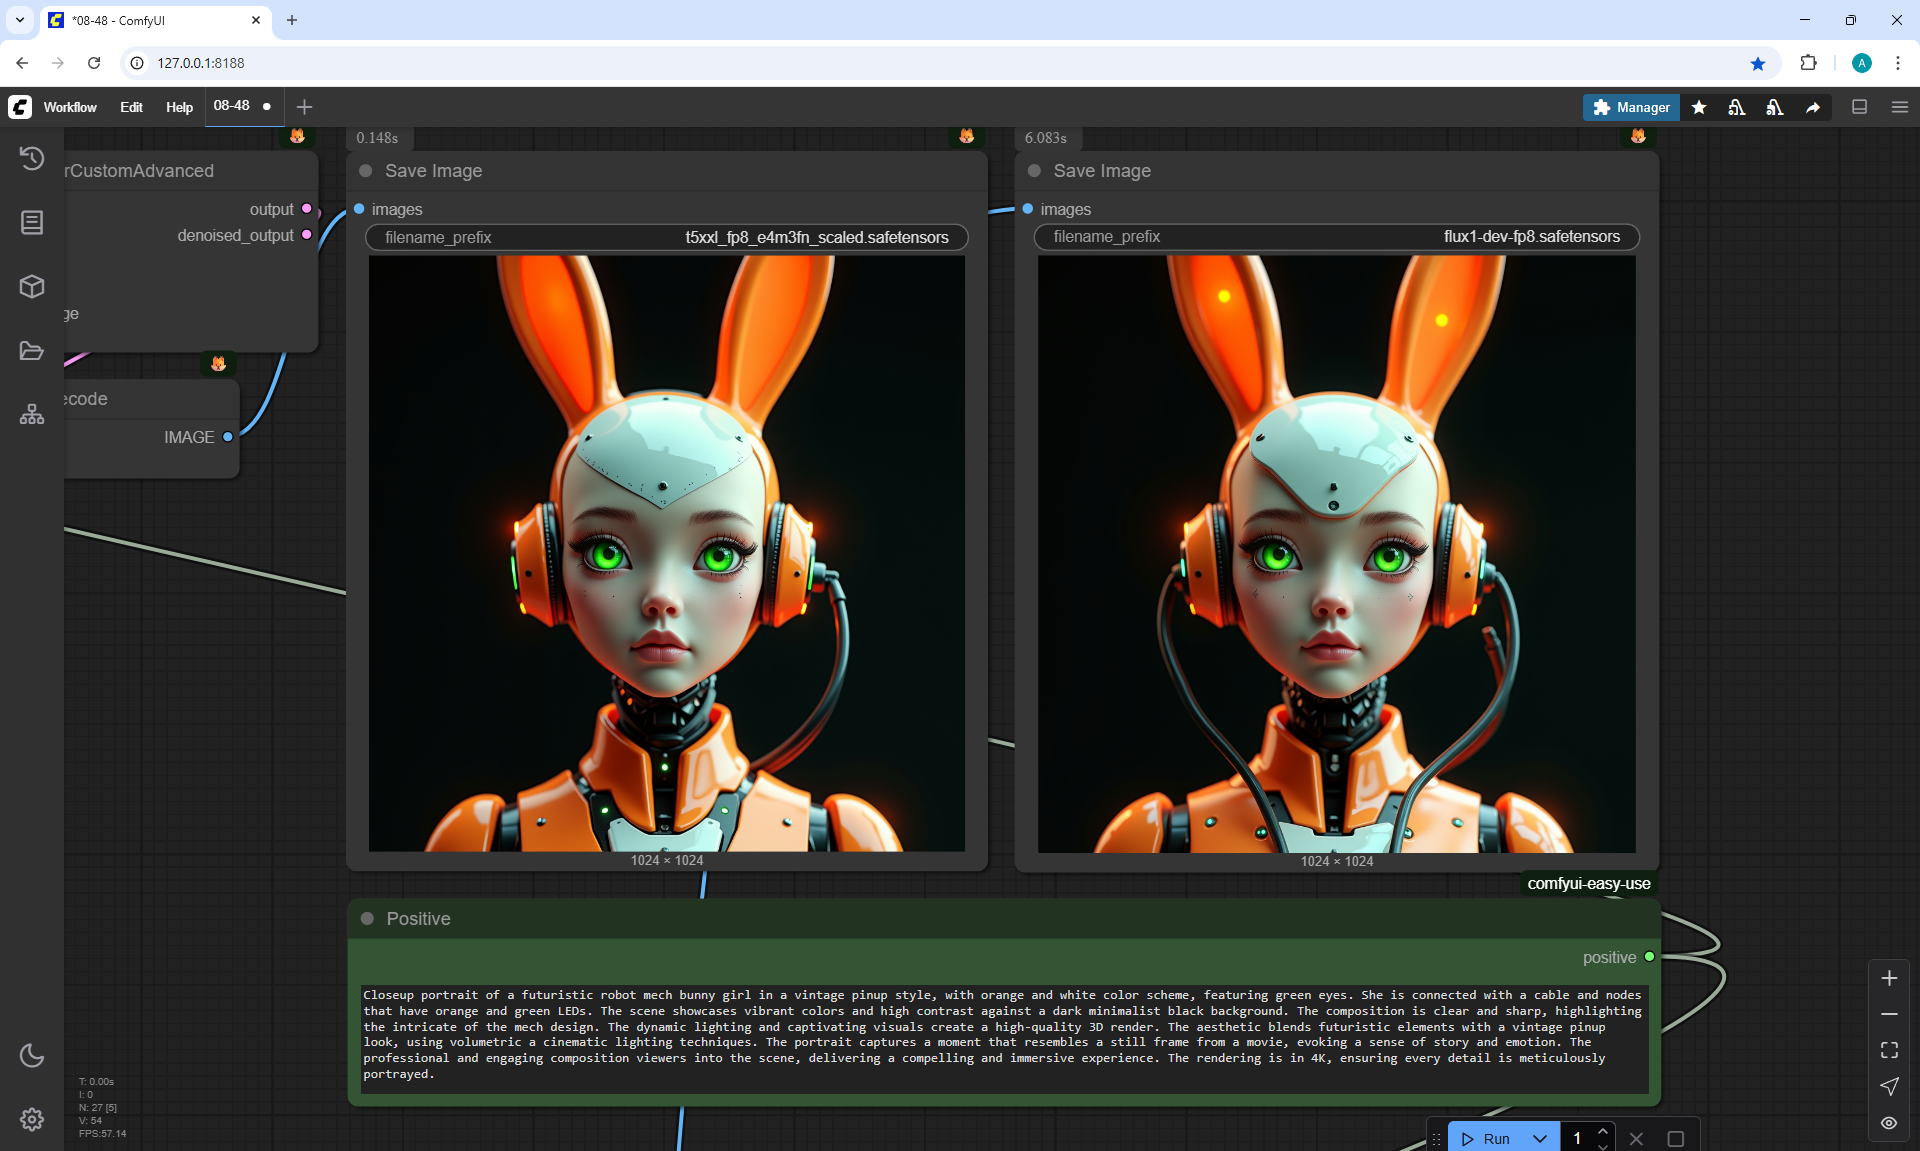 *08-48 - ComfyUI
127.0.0.1:8188
A
Workflow Edit Help 08-48
Manager
0.148s
6.083s
rCustomAdvanced
output
denoised_output
ge
ecode
IMAGE
Save Image
images
filename_prefix t5xxl_fp8_e4m3fn_scaled.safetensors
1024 × 1024
Save Image
images
filename_prefix flux1-dev-fp8.safetensors
1024 × 1024
comfyui-easy-use
Positive
positive
Closeup portrait of a futuristic robot mech bunny girl in a vintage pinup style, with orange and white color scheme, featuring green eyes. She is connected with a cable and nodes
that have orange and green LEDs. The scene showcases vibrant colors and high contrast against a dark minimalist black background. The composition is clear and sharp, highlighting
the intricate of the mech design. The dynamic lighting and captivating visuals create a high-quality 3D render. The aesthetic blends futuristic elements with a vintage pinup
look, using volumetric a cinematic lighting techniques. The portrait captures a moment that resembles a still frame from a movie, evoking a sense of story and emotion. The
professional and engaging composition viewers into the scene, delivering a compelling and immersive experience. The rendering is in 4K, ensuring every detail is meticulously
portrayed.
T: 0.00s
I: 0
N: 27 [5]
V: 54
FPS:57.14
Run 1